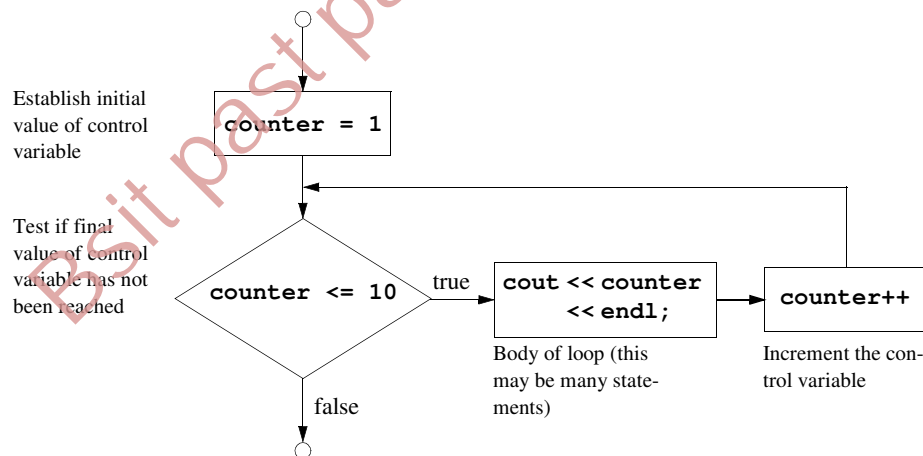 Bsit past pa
Establish initial
value of control
variable
counter = 1
Test if final
value of control
variable has not
been reached
counter <= 10
true
cout << counter
<< endl;
counter++
Body of loop (this
may be many state-
ments)
Increment the con-
trol variable
false